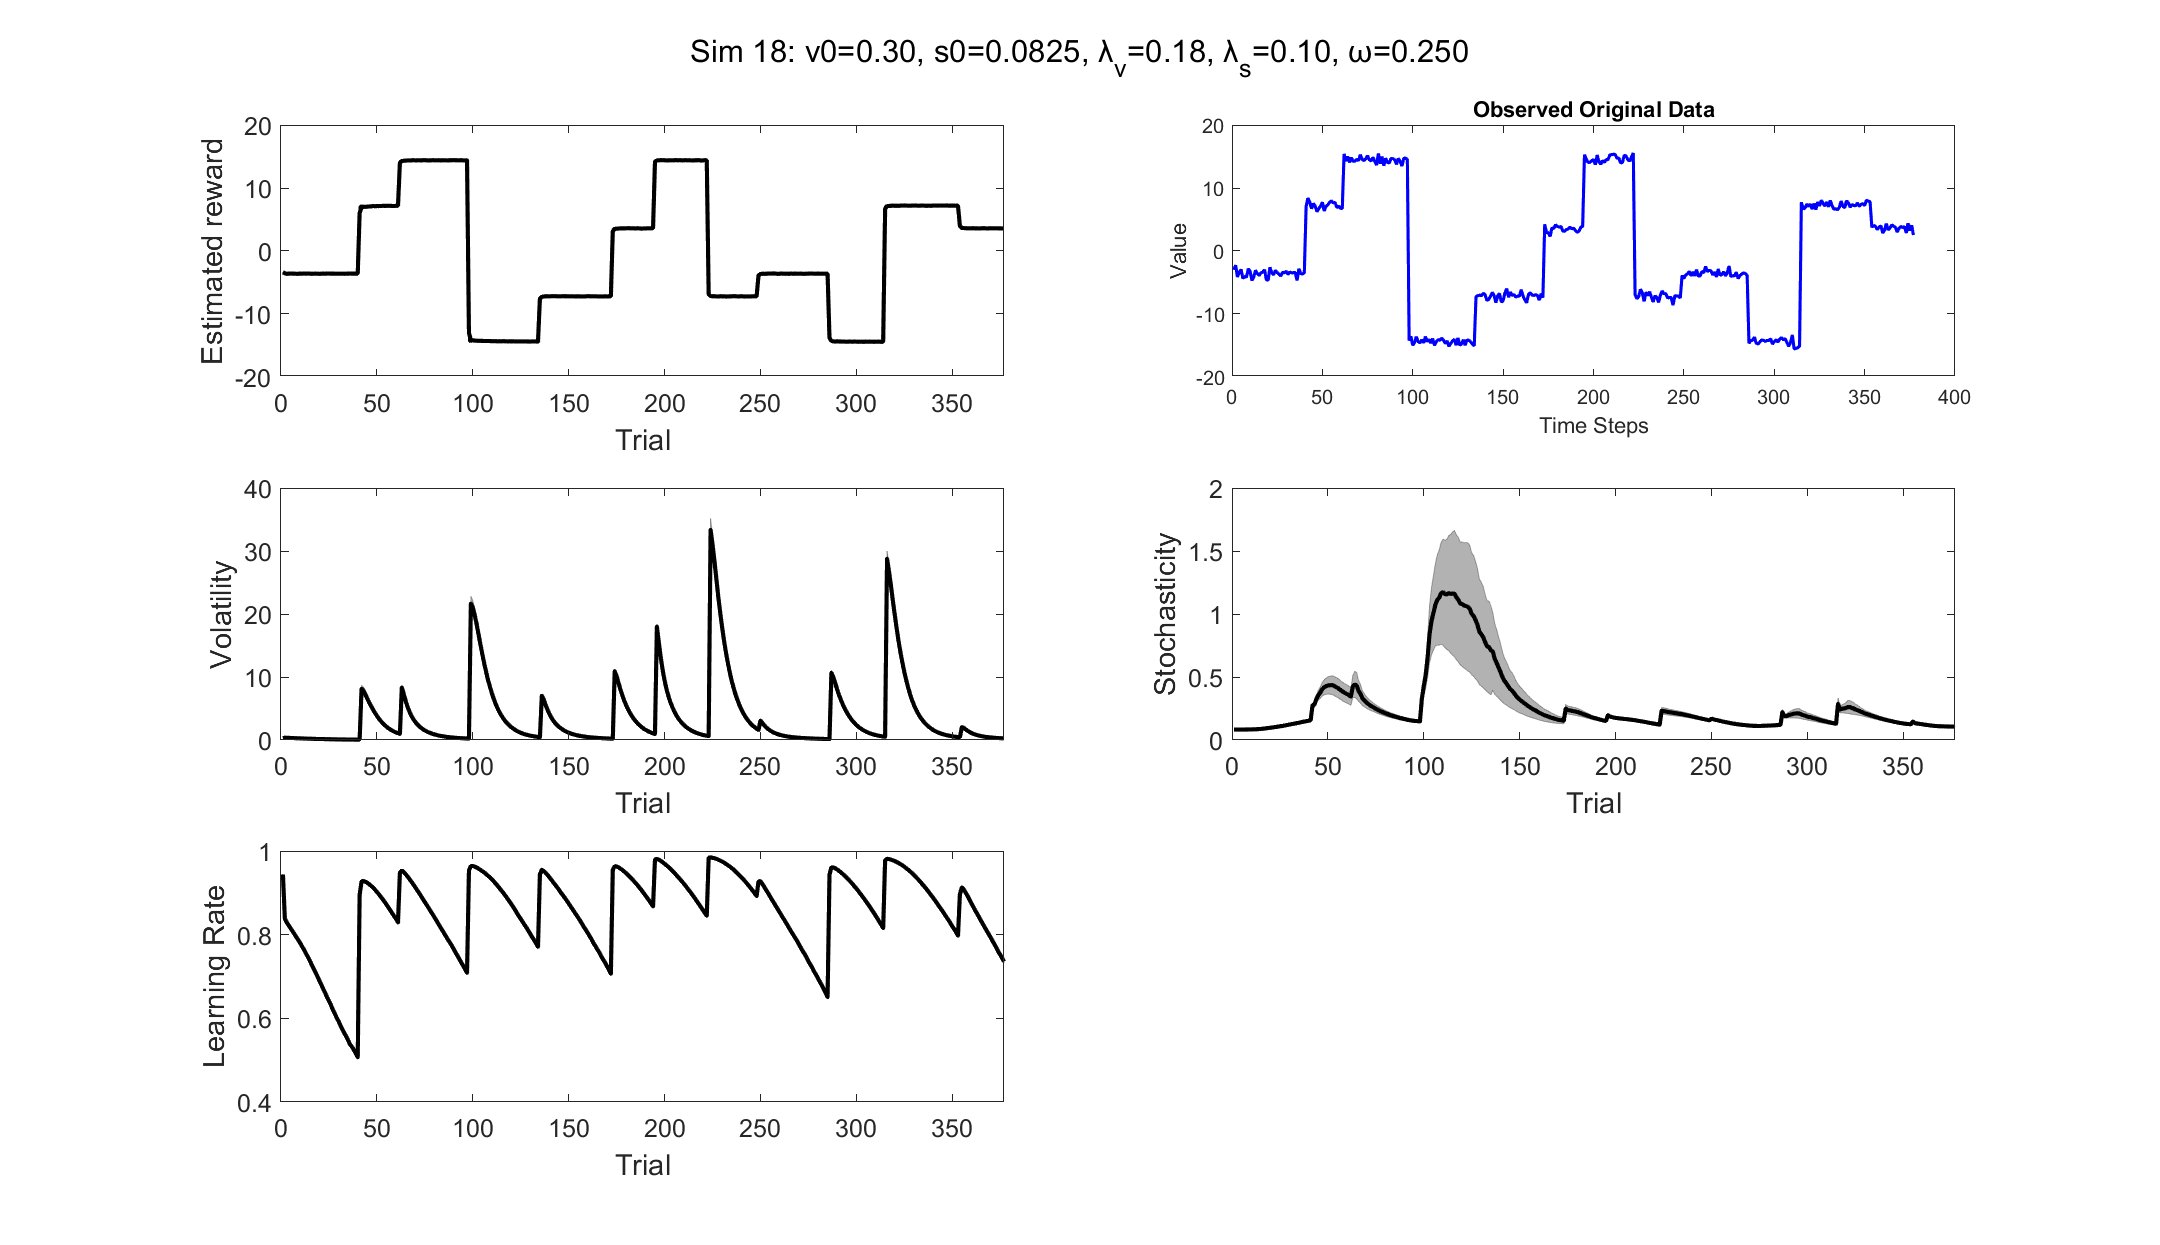 Sim 18: v0=0.30, s0=0.0825, λv=0.18, λs=0.10, ω=0.250
20
10
0
-10
-20
Estimated reward
0 50 100 150 200 250 300 350
Trial
Observed Original Data
20
10
0
-10
-20
Value
0 50 100 150 200 250 300 350 400
Time Steps
40
30
20
10
0
Volatility
0 50 100 150 200 250 300 350
Trial
2
1.5
1
0.5
0
Stochasticity
0 50 100 150 200 250 300 350
Trial
1
0.8
0.6
0.4
Learning Rate
0 50 100 150 200 250 300 350
Trial